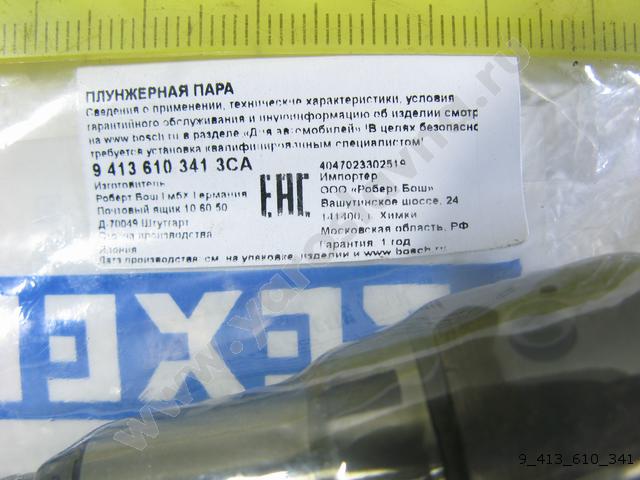 ПЛУНЖЕРНАЯ ПАРА
Сведения о применении, технические характеристики, условия
гарантийного обслуживания и иную информацию об изделии смотр
на www.bosch.ru в разделе «Для автомобилей» !В целях безопасно
требуется установка квалифицированным специалистом!
9 413 610 341 3CA
4047023302519
Изготовитель
Роберт Бош Гмбх Германия
Почтовый ящик 10 60 50
Д-70049 Штутгарт
Страна производства
Япония
EAC
Импортер
ООО «Роберт Бош»
Вашутинское шоссе, 24
141400, г. Химки
Московская область, РФ
Гарантия 1 год
Дата производства см. на упаковке, изделии и www.bosch.ru
ZEXEL
9_413_610_341